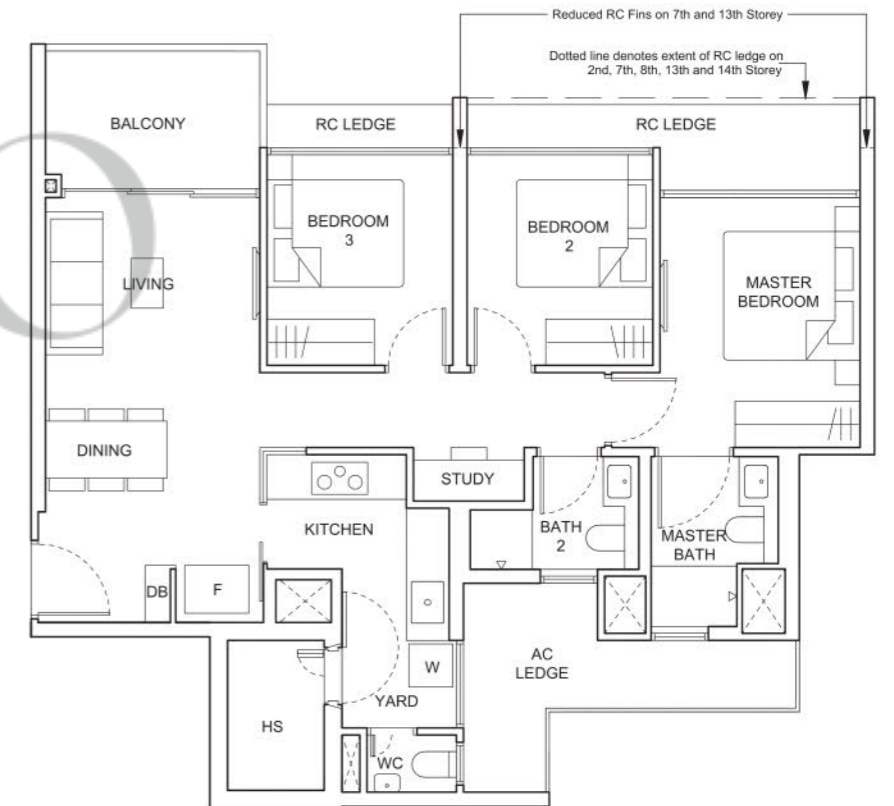 Reduced RC Fins on 7th and 13th Storey
Dotted line denotes extent of RC ledge on
2nd, 7th, 8th, 13th and 14th Storey
BALCONY
RC LEDGE
RC LEDGE
BEDROOM
3
BEDROOM
2
LIVING
MASTER
BEDROOM
DINING
STUDY
KITCHEN
BATH
2
MASTER
BATH
DB
F
AC
LEDGE
W
YARD
HS
WC